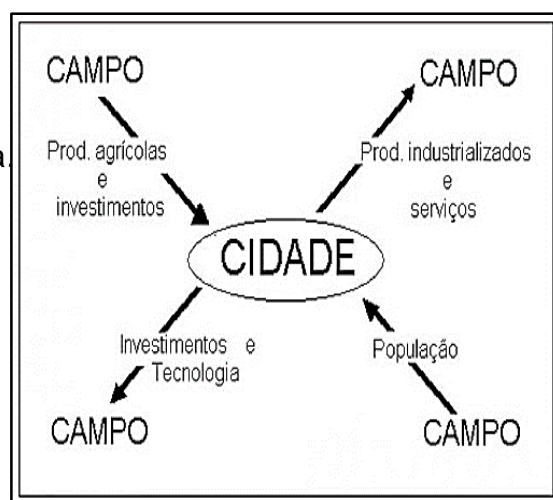 CAMPO
CAMPO
Prod. agrícolas
e
investimentos
Prod. industrializados
e
serviços
a.
CIDADE
Investimentos e
Tecnologia
População
CAMPO
CAMPO